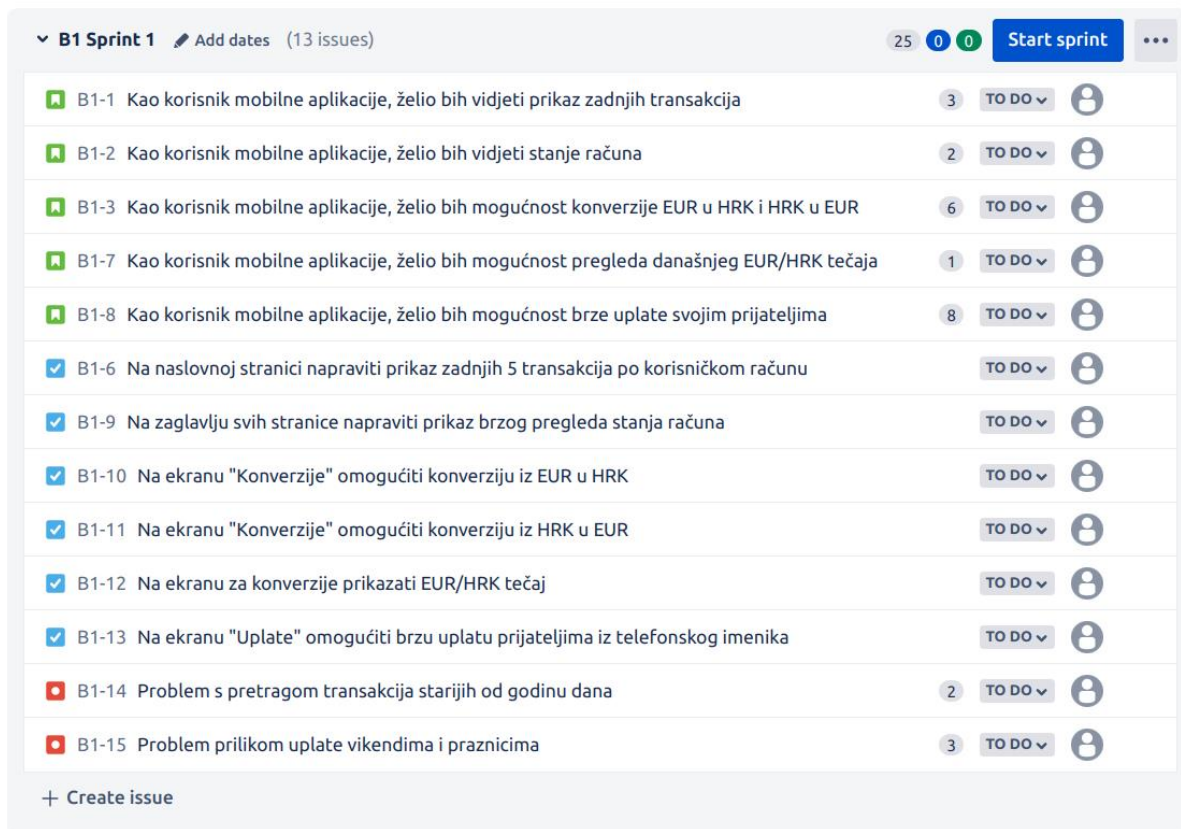 B1 Sprint 1 Add dates (13 issues) 25 0 0 Start sprint
B1-1 Kao korisnik mobilne aplikacije, želio bih vidjeti prikaz zadnjih transakcija 3 TO DO
B1-2 Kao korisnik mobilne aplikacije, želio bih vidjeti stanje računa 2 TO DO
B1-3 Kao korisnik mobilne aplikacije, želio bih mogućnost konverzije EUR u HRK i HRK u EUR 6 TO DO
B1-7 Kao korisnik mobilne aplikacije, želio bih mogućnost pregleda današnjeg EUR/HRK tečaja 1 TO DO
B1-8 Kao korisnik mobilne aplikacije, želio bih mogućnost brze uplate svojim prijateljima 8 TO DO
B1-6 Na naslovnoj stranici napraviti prikaz zadnjih 5 transakcija po korisničkom računu TO DO
B1-9 Na zaglavlju svih stranice napraviti prikaz brzog pregleda stanja računa TO DO
B1-10 Na ekranu "Konverzije" omogućiti konverziju iz EUR u HRK TO DO
B1-11 Na ekranu "Konverzije" omogućiti konverziju iz HRK u EUR TO DO
B1-12 Na ekranu za konverzije prikazati EUR/HRK tečaj TO DO
B1-13 Na ekranu "Uplate" omogućiti brzu uplatu prijateljima iz telefonskog imenika TO DO
B1-14 Problem s pretragom transakcija starijih od godinu dana 2 TO DO
B1-15 Problem prilikom uplate vikendima i praznicima 3 TO DO
+ Create issue